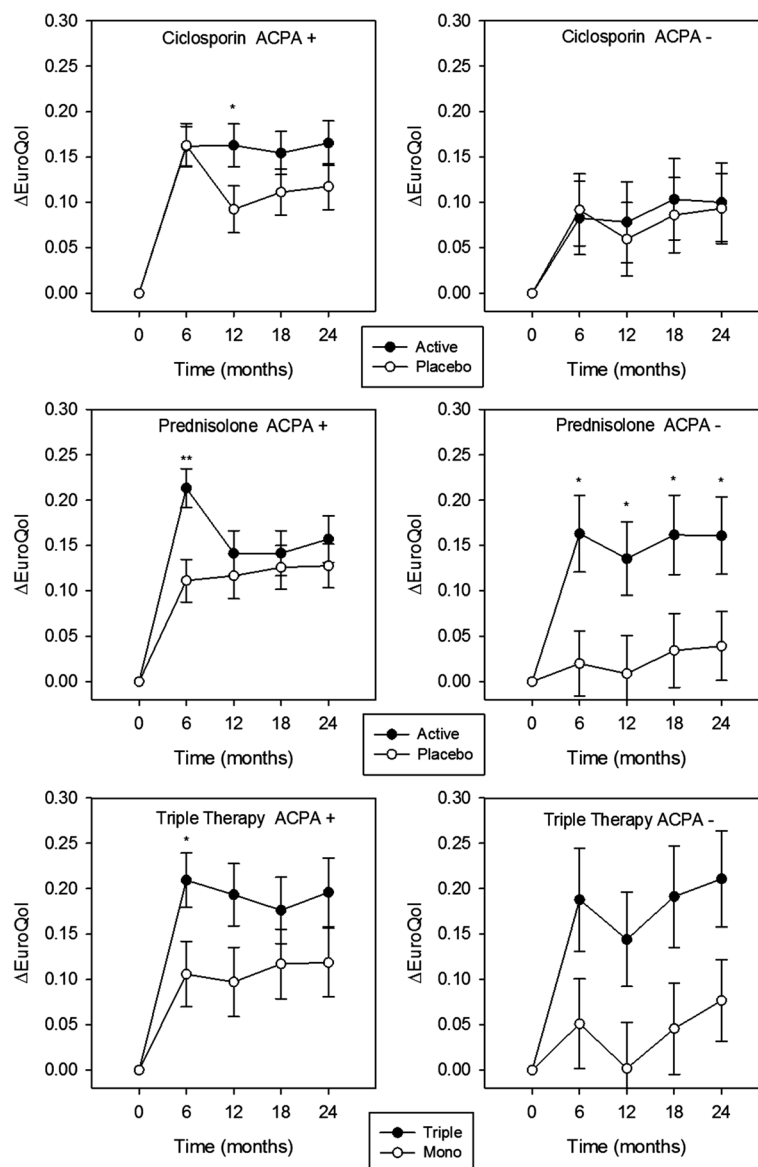 Ciclosporin ACPA +
0.30
0.25
0.20
0.15
0.10
0.05
0.00
ΔEuroQol
*
0 6 12 18 24
Time (months)
Ciclosporin ACPA -
0.30
0.25
0.20
0.15
0.10
0.05
0.00
ΔEuroQol
0 6 12 18 24
Time (months)
Active
Placebo
Prednisolone ACPA +
0.30
0.25
0.20
0.15
0.10
0.05
0.00
ΔEuroQol
**
0 6 12 18 24
Time (months)
Prednisolone ACPA -
0.30
0.25
0.20
0.15
0.10
0.05
0.00
ΔEuroQol
* * * *
0 6 12 18 24
Time (months)
Active
Placebo
Triple Therapy ACPA +
0.30
0.25
0.20
0.15
0.10
0.05
0.00
ΔEuroQol
*
0 6 12 18 24
Time (months)
Triple Therapy ACPA -
0.30
0.25
0.20
0.15
0.10
0.05
0.00
ΔEuroQol
0 6 12 18 24
Time (months)
Triple
Mono